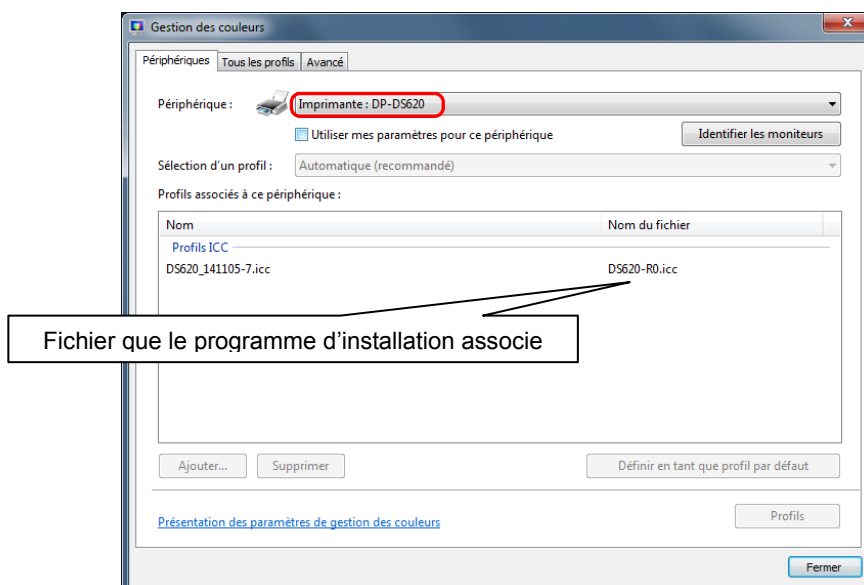 Gestion des couleurs
Périphériques Tous les profils Avancé
Périphérique : Imprimante : DP-DS620
Utiliser mes paramètres pour ce périphérique Identifier les moniteurs
Sélection d'un profil : Automatique (recommandé)
Profils associés à ce périphérique :
Nom Nom du fichier
Profils ICC
DS620_141105-7.icc DS620-R0.icc
Fichier que le programme d'installation associe
Ajouter... Supprimer Définir en tant que profil par défaut
Présentation des paramètres de gestion des couleurs Profils
Fermer